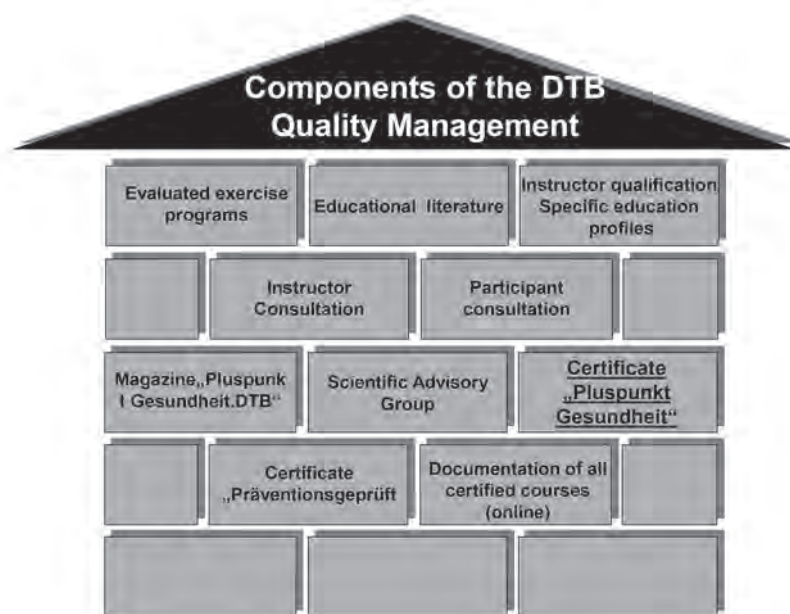 Components of the DTB
Quality Management
Evaluated exercise
programs
Educational literature
Instructor qualification
Specific education
profiles
Instructor
Consultation
Participant
consultation
Magazine„Pluspunk
t Gesundheit.DTB“
Scientific Advisory
Group
Certificate
„Pluspunkt
Gesundheit“
Certificate
„Präventionsgeprüft
Documentation of all
certified courses
(online)